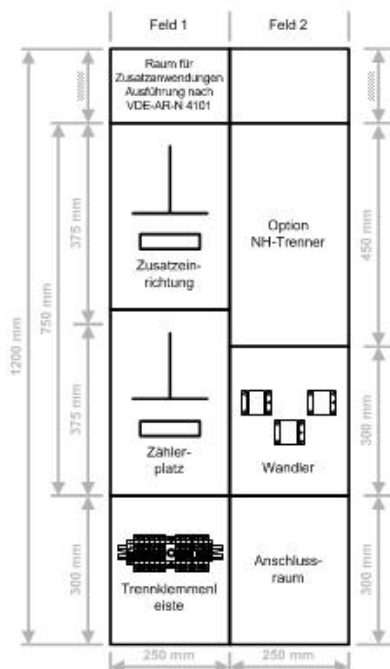 Feld 1
Feld 2
Raum für
Zusatzanwendungen
Ausführung nach
VDE-AR-N 4101
Zusatzein-
richtung
Option
NH-Trenner
Zähler-
platz
Wandler
Trennklemmenl
eiste
Anschluss-
raum
1200 mm
750 mm
375 mm
375 mm
300 mm
450 mm
300 mm
300 mm
250 mm
250 mm